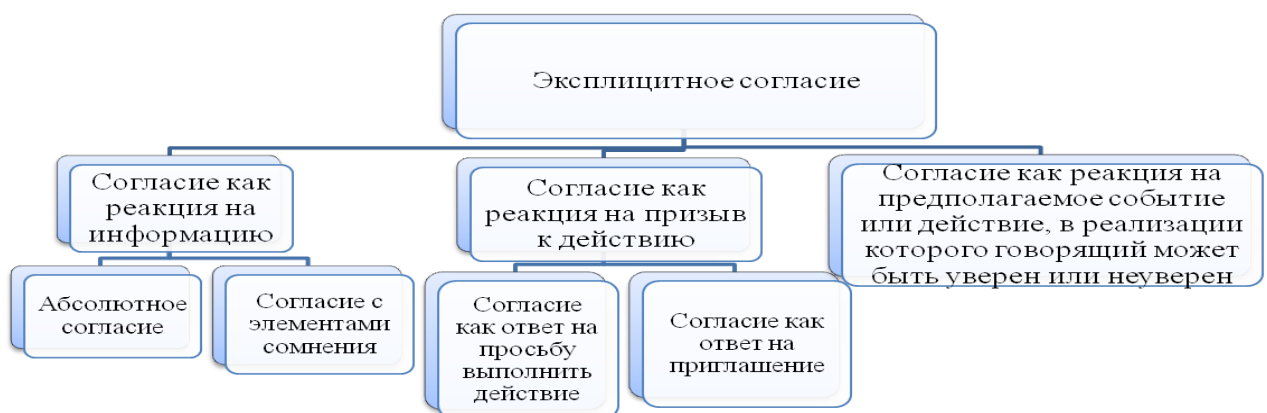 Эксплицитное согласие
Согласие как
реакция на
информацию
Согласие как
реакция на призыв
к действию
Согласие как реакция на
предполагаемое событие
или действие, в реализации
которого говорящий может
быть уверен или неуверен
Абсолютное
согласие
Согласие с
элементами
сомнения
Согласие
как ответ на
просьбу
выполнить
действие
Согласие как
ответ на
приглашение